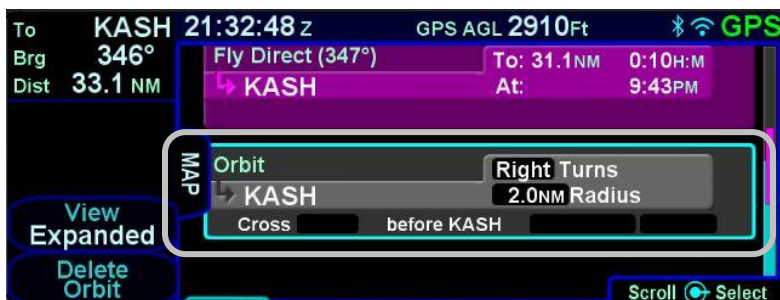 To KASH 21:32:48 Z GPS AGL 2910Ft GPS
Brg 346°
Dist 33.1 NM
Fly Direct (347°) To: 31.1NM 0:10H:M
KASH At: 9:43PM
MAP
Orbit Right Turns
KASH 2.0NM Radius
Cross before KASH
View
Expanded
Delete
Orbit
Scroll Select